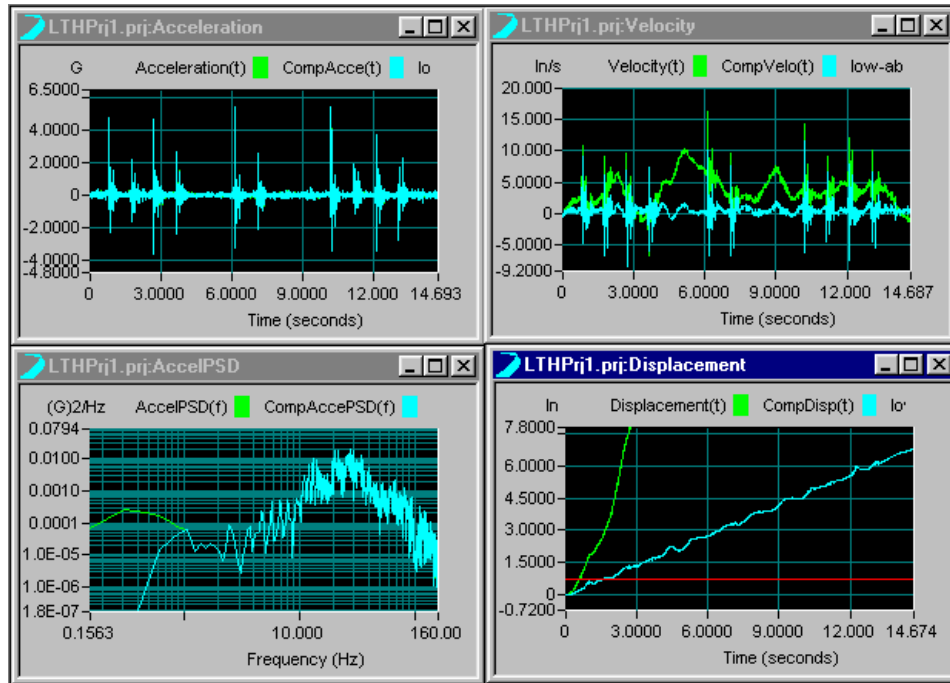 LTHPrj1.prj:Acceleration
G Acceleration(t) CompAcce(t) lo
6.5000
4.0000
2.0000
0
-2.0000
-4.0000
-4.8000
0 3.0000 6.0000 9.0000 12.000 14.693
Time (seconds)
LTHPrj1.prj:Velocity
In/s Velocity(t) CompVelo(t) low-ab
20.000
15.000
10.000
5.0000
0
-5.0000
-9.2000
0 3.0000 6.0000 9.0000 12.000 14.687
Time (seconds)
LTHPrj1.prj:AccelPSD
(G)2/Hz AccelPSD(f) CompAccePSD(f)
0.0794
0.0100
0.0010
0.0001
1.0E-05
1.0E-06
1.8E-07
0.1563 10.000 160.00
Frequency (Hz)
LTHPrj1.prj:Displacement
In Displacement(t) CompDisp(t) lo
7.8000
6.0000
4.5000
3.0000
1.5000
0
-0.7200
0 3.0000 6.0000 9.0000 12.000 14.674
Time (seconds)